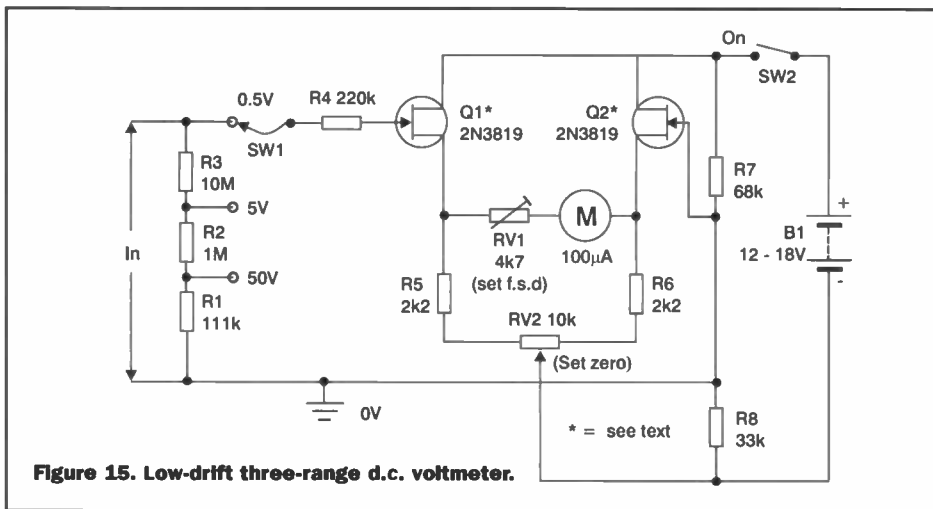 On
SW2
0.5V
R4 220k
Q1*
2N3819
Q2*
2N3819
SW1
R3
10M
R7
68k
5V
+
In
R2
1M
M
B1
12 - 18V
RV1
4k7
(set f.s.d)
100µA
50V
-
R1
111k
R5
2k2
R6
2k2
RV2 10k
(Set zero)
0V
* = see text
R8
33k
Figure 15. Low-drift three-range d.c. voltmeter.